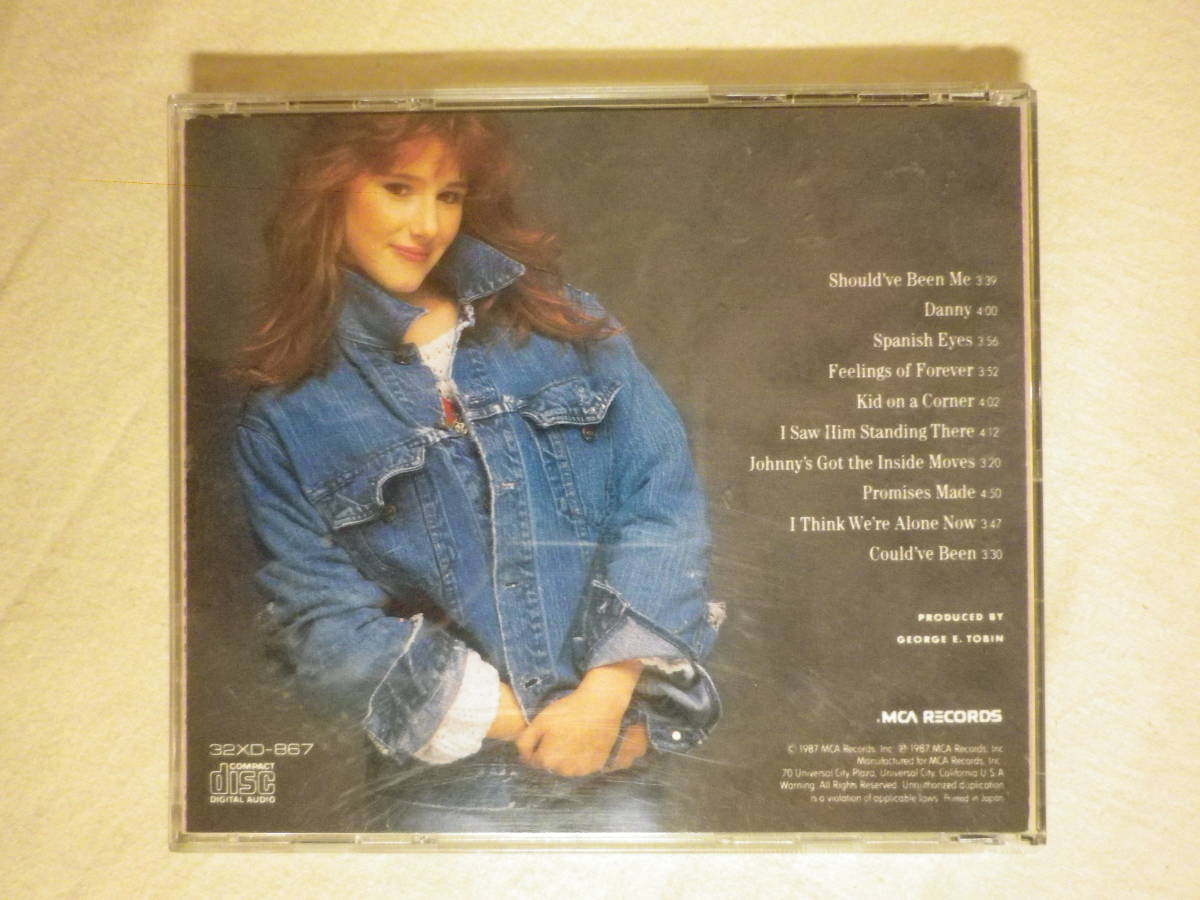 Should've Been Me 3:39
Danny 4:00
Spanish Eyes 3:56
Feelings of Forever 3:52
Kid on a Corner 4:02
I Saw Him Standing There 4:12
Johnny's Got the Inside Moves 3:20
Promises Made 4:50
I Think We're Alone Now 3:47
Could've Been 3:30
PRODUCED BY
GEORGE E. TOBIN
MCA RECORDS
32XD-867
COMPACT
disc
DIGITAL AUDIO
© 1987 MCA Records, Inc. ℗ 1987 MCA Records, Inc.
Manufactured for MCA Records, Inc.
70 Universal City Plaza, Universal City, California U.S.A.
Warning. All Rights Reserved. Unauthorized duplication
is a violation of applicable laws. Printed in Japan